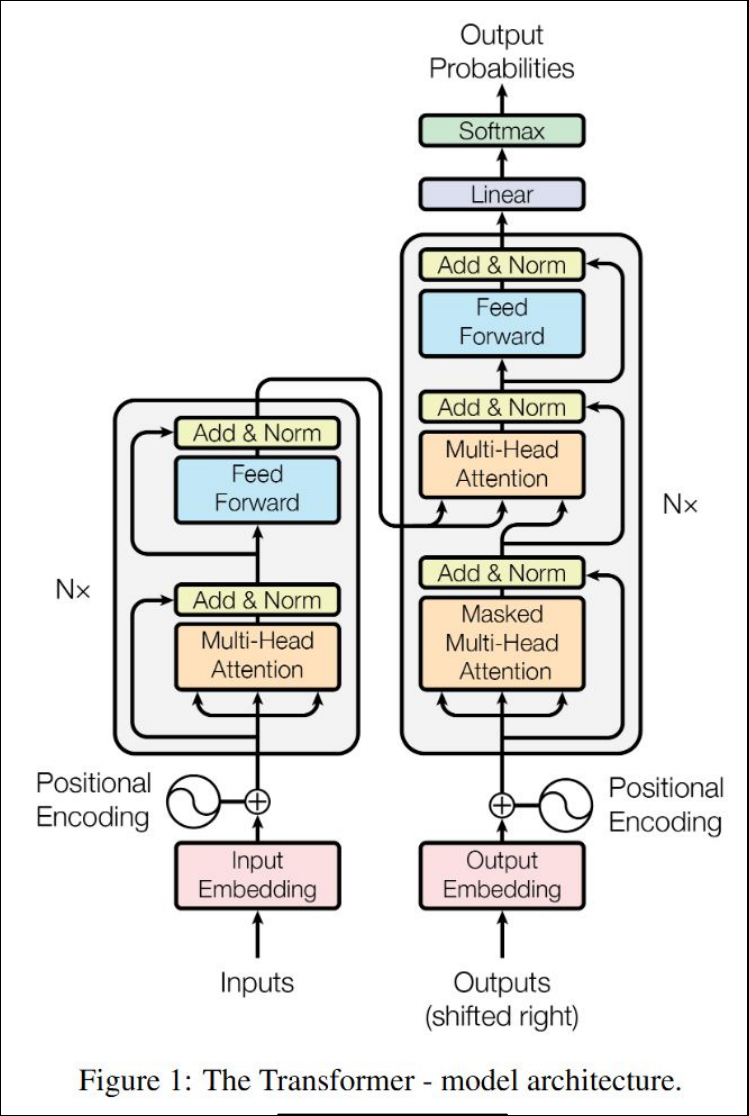 Output
Probabilities
Softmax
Linear
Add & Norm
Feed
Forward
Add & Norm
Multi-Head
Attention
Add & Norm
Masked
Multi-Head
Attention
Nx
Add & Norm
Feed
Forward
Add & Norm
Multi-Head
Attention
Nx
Positional
Encoding
Positional
Encoding
Input
Embedding
Output
Embedding
Inputs
Outputs
(shifted right)
Figure 1: The Transformer - model architecture.